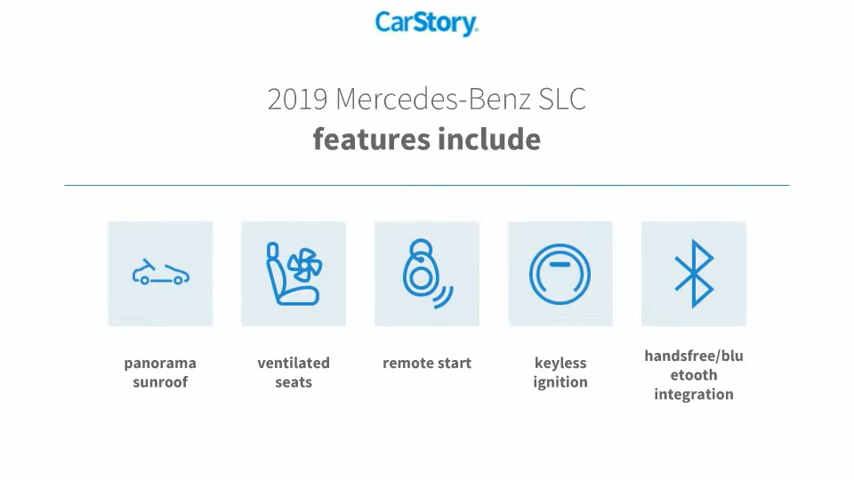 CarStory.
2019 Mercedes-Benz SLC
features include
panorama
sunroof
ventilated
seats
remote start
keyless
ignition
handsfree/blu
etooth
integration